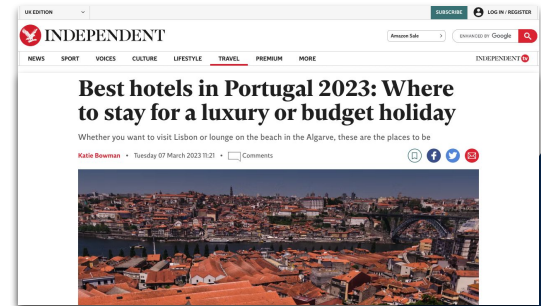 UK EDITION
SUBSCRIBE
LOG IN / REGISTER
INDEPENDENT
Amazon Sale
ENHANCED BY Google
NEWS SPORT VOICES CULTURE LIFESTYLE TRAVEL PREMIUM MORE
INDEPENDENT tv
Best hotels in Portugal 2023: Where
to stay for a luxury or budget holiday
Whether you want to visit Lisbon or lounge on the beach in the Algarve, these are the places to be
Katie Bowman • Tuesday 07 March 2023 11:21 • Comments